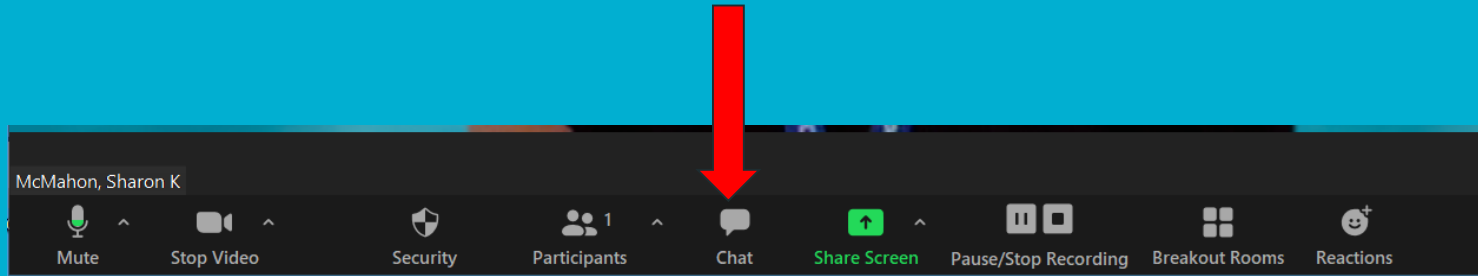 McMahon, Sharon K
1
Mute Stop Video Security Participants Chat Share Screen Pause/Stop Recording Breakout Rooms Reactions